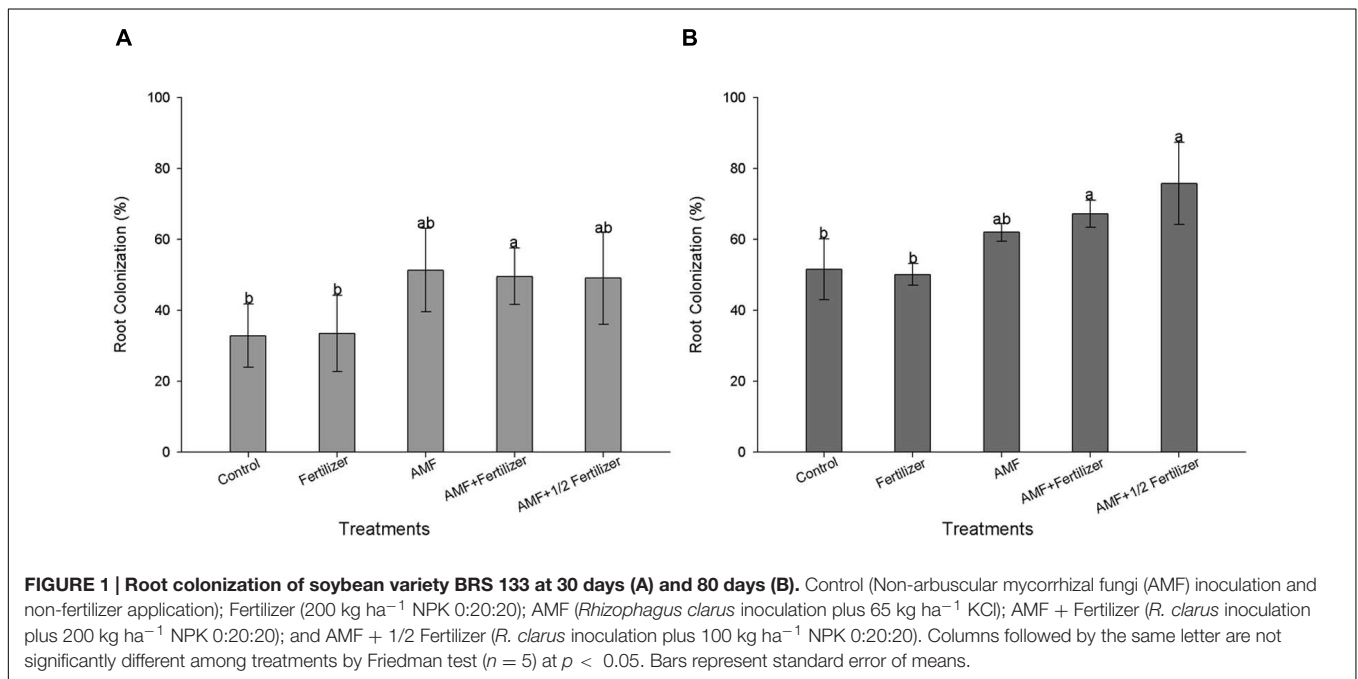 A
100
80
60
40
20
0
Root Colonization (%)
b
b
ab
a
ab
Control
Fertilizer
AMF
AMF+Fertilizer
AMF+1/2 Fertilizer
Treatments
B
100
80
60
40
20
0
Root Colonization (%)
b
b
ab
a
a
Control
Fertilizer
AMF
AMF+Fertilizer
AMF+1/2 Fertilizer
Treatments
FIGURE 1 | Root colonization of soybean variety BRS 133 at 30 days (A) and 80 days (B). Control (Non-arbuscular mycorrhizal fungi (AMF) inoculation and
non-fertilizer application); Fertilizer (200 kg ha⁻¹ NPK 0:20:20); AMF (Rhizophagus clarus inoculation plus 65 kg ha⁻¹ KCl); AMF + Fertilizer (R. clarus inoculation
plus 200 kg ha⁻¹ NPK 0:20:20); and AMF + 1/2 Fertilizer (R. clarus inoculation plus 100 kg ha⁻¹ NPK 0:20:20). Columns followed by the same letter are not
significantly different among treatments by Friedman test (n = 5) at p < 0.05. Bars represent standard error of means.